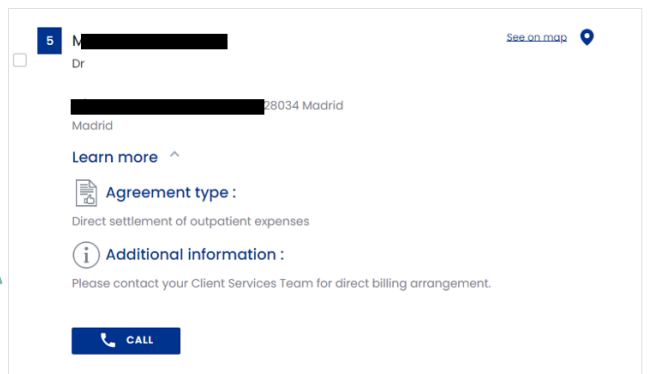 5
See on map
Dr
28034 Madrid
Madrid
Learn more
Agreement type :
Direct settlement of outpatient expenses
Additional information :
Please contact your Client Services Team for direct billing arrangement.
CALL